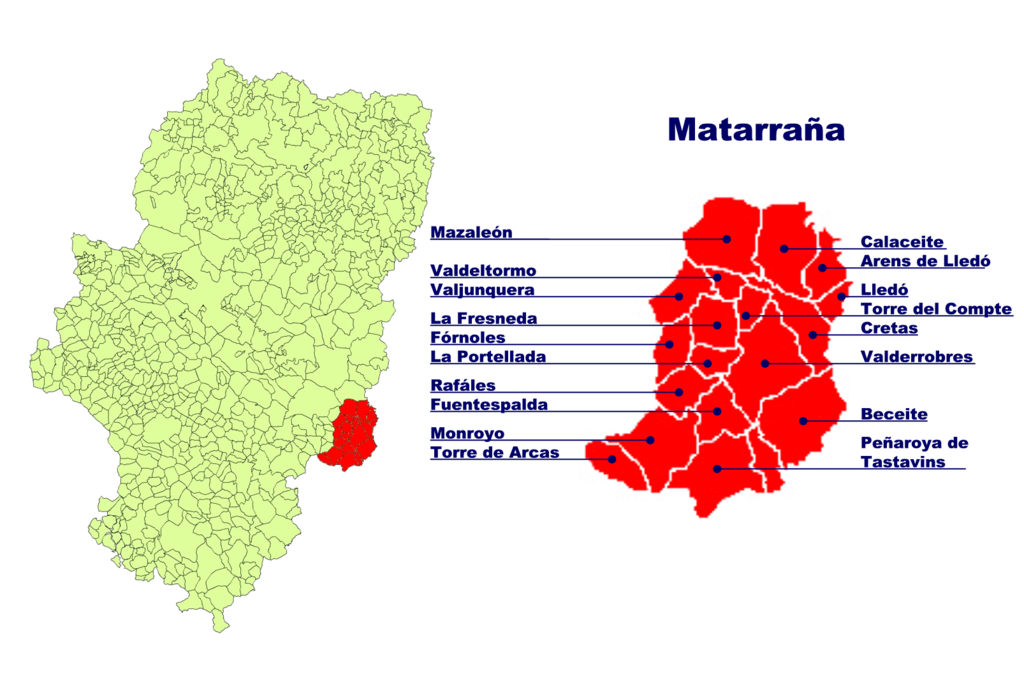 Matarraña
Mazaleón
Valdeltormo
Valjunquera
La Fresneda
Fórnoles
La Portellada
Rafáles
Fuentespalda
Monroyo
Torre de Arcas
Calaceite
Arens de Lledó
Lledó
Torre del Compte
Cretas
Valderrobres
Beceite
Peñaroya de
Tastavins